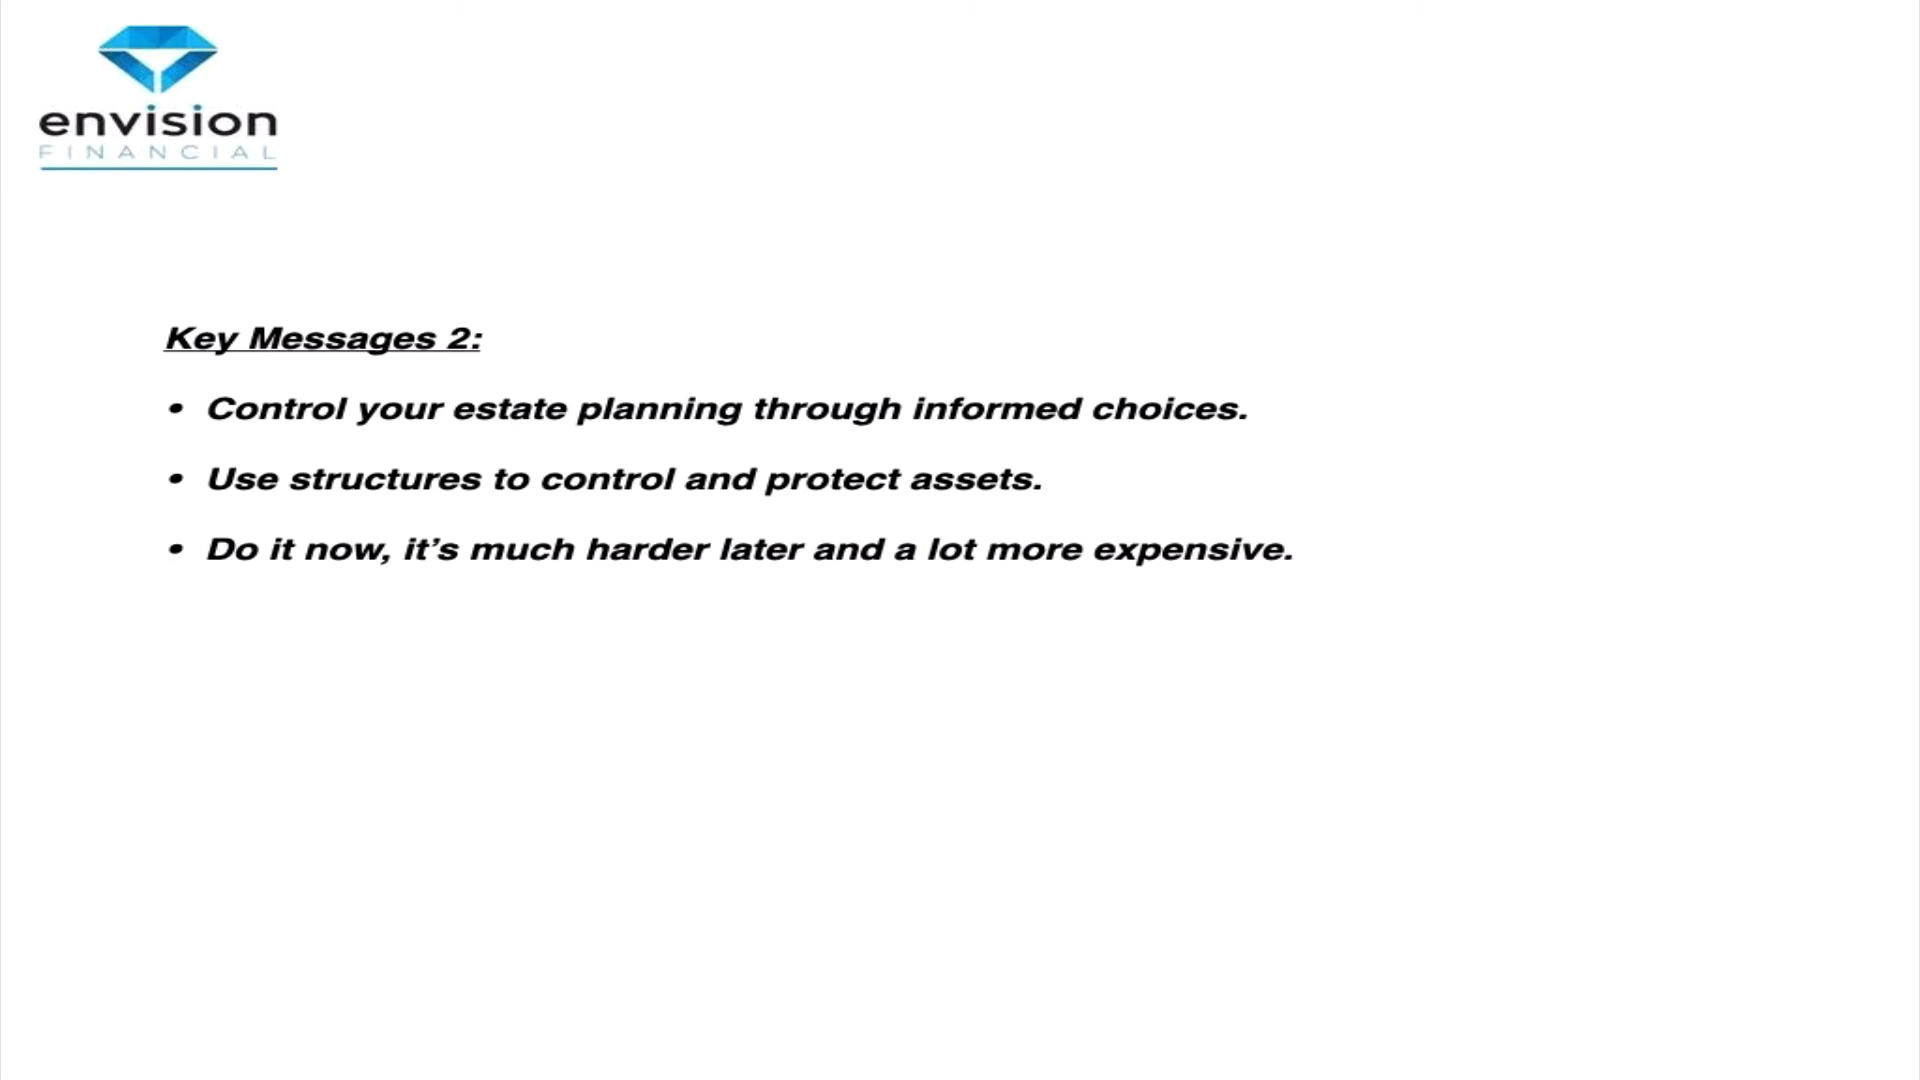 envision
FINANCIAL
Key Messages 2:
• Control your estate planning through informed choices.
• Use structures to control and protect assets.
• Do it now, it’s much harder later and a lot more expensive.